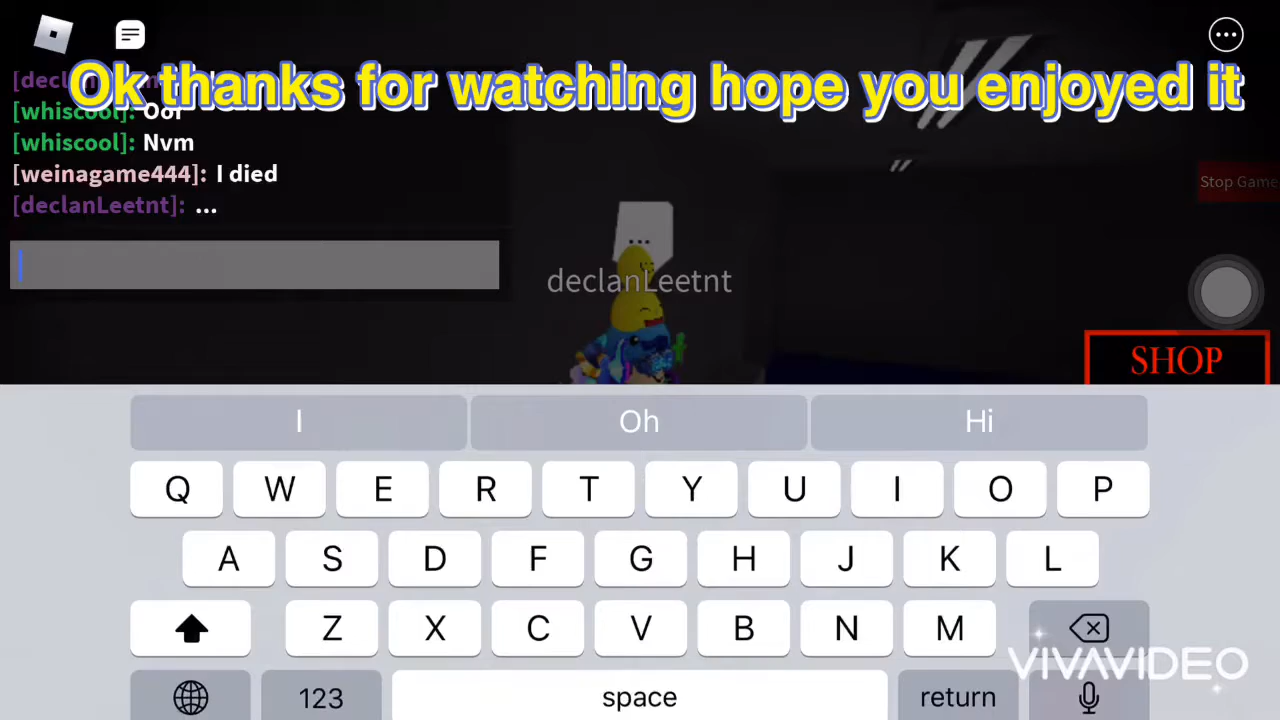 Ok thanks for watching hope you enjoyed it
[whiscool]: Oof
[whiscool]: Nvm
[weinagame444]: I died
[declanLeetnt]: ...
Stop Game
...
declanLeetnt
SHOP
I Oh Hi
Q W E R T Y U I O P
A S D F G H J K L
Z X C V B N M
VIVAVIDEO
123 space return